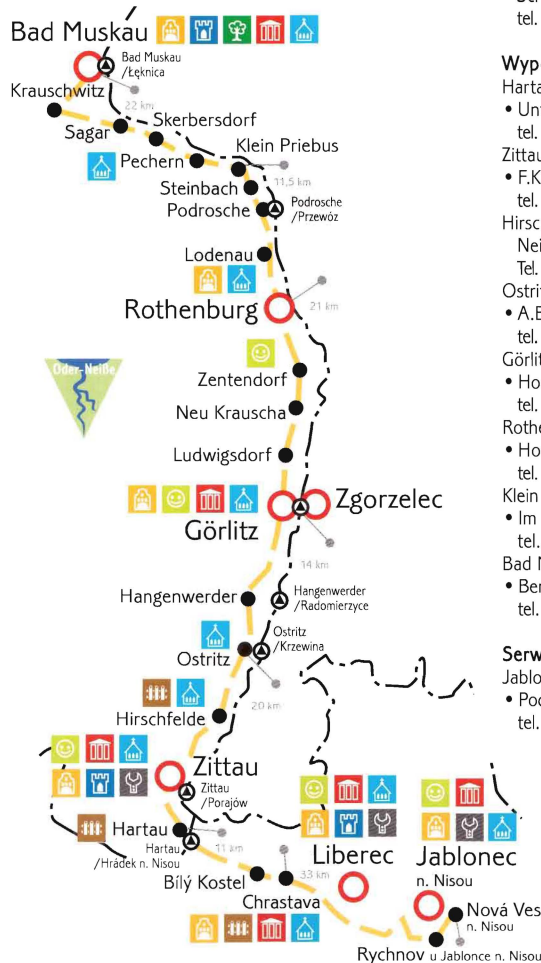 Bad Muskau
Bad Muskau
/Łęknica
Krauschwitz
22 km
Sagar
Skerbersdorf
Pechern
Klein Priebus
11,5 km
Steinbach
Podrosche
Podrosche
/Przewóz
Lodenau
Rothenburg
21 km
Oder-Neiße
Zentendorf
Neu Krauscha
Ludwigsdorf
Zgorzelec
Görlitz
14 km
Hangenwerder
Hangenwerder
/Radomierzyce
Ostritz
/Krzewina
Ostritz
20 km
Hirschfelde
Zittau
Zittau
/Porajów
Hartau
Hartau
/Hrádek n. Nisou
11 km
Liberec
Jablonec
n. Nisou
Bílý Kostel
33 km
Chrastava
Nová Ves
n. Nisou
Rychnov u Jablonce n. Nisou
tel.
Wyp
Harta
• Un
tel.
Zittau
• F.K
tel.
Hirsc
Nei
Tel.
Ostrit
• A.B
tel.
Görlit
• Ho
tel.
Rothe
• Ho
tel.
Klein
• Im
tel.
Bad
• Ber
tel.
Serw
Jablo
• Poc
tel.